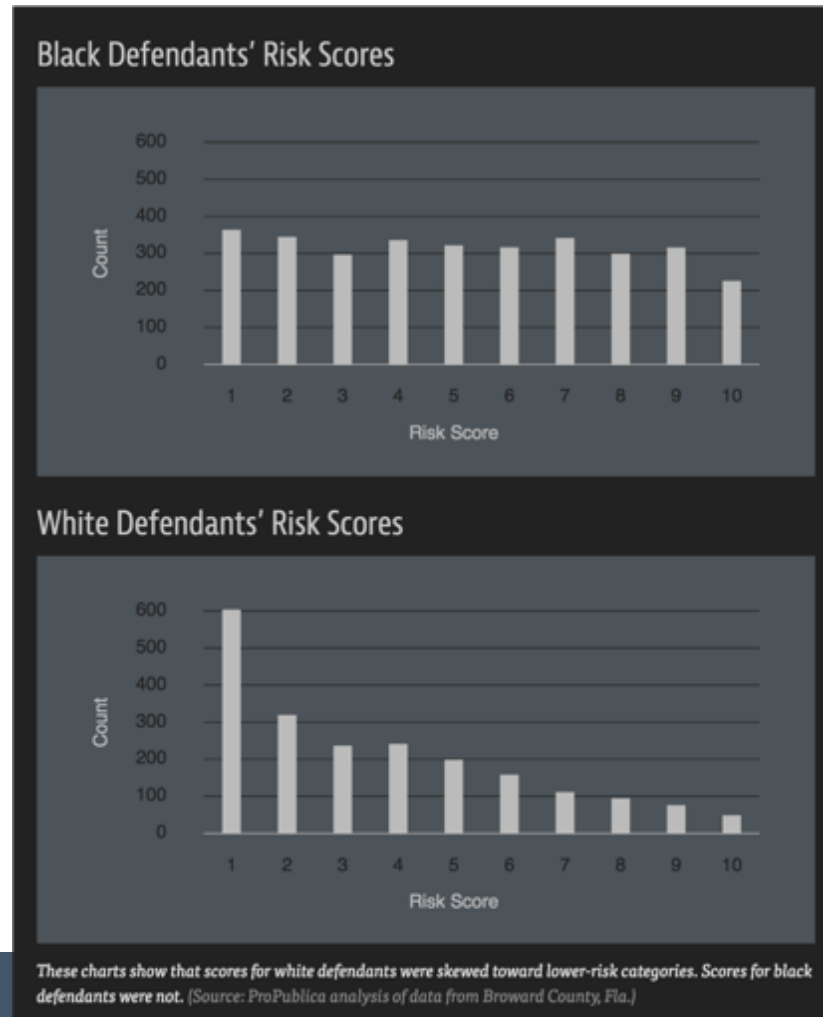 Black Defendants’ Risk Scores
600
500
400
300
200
100
0
Count
1 2 3 4 5 6 7 8 9 10
Risk Score
White Defendants’ Risk Scores
600
500
400
300
200
100
0
Count
1 2 3 4 5 6 7 8 9 10
Risk Score
These charts show that scores for white defendants were skewed toward lower-risk categories. Scores for black
defendants were not. (Source: ProPublica analysis of data from Broward County, Fla.)